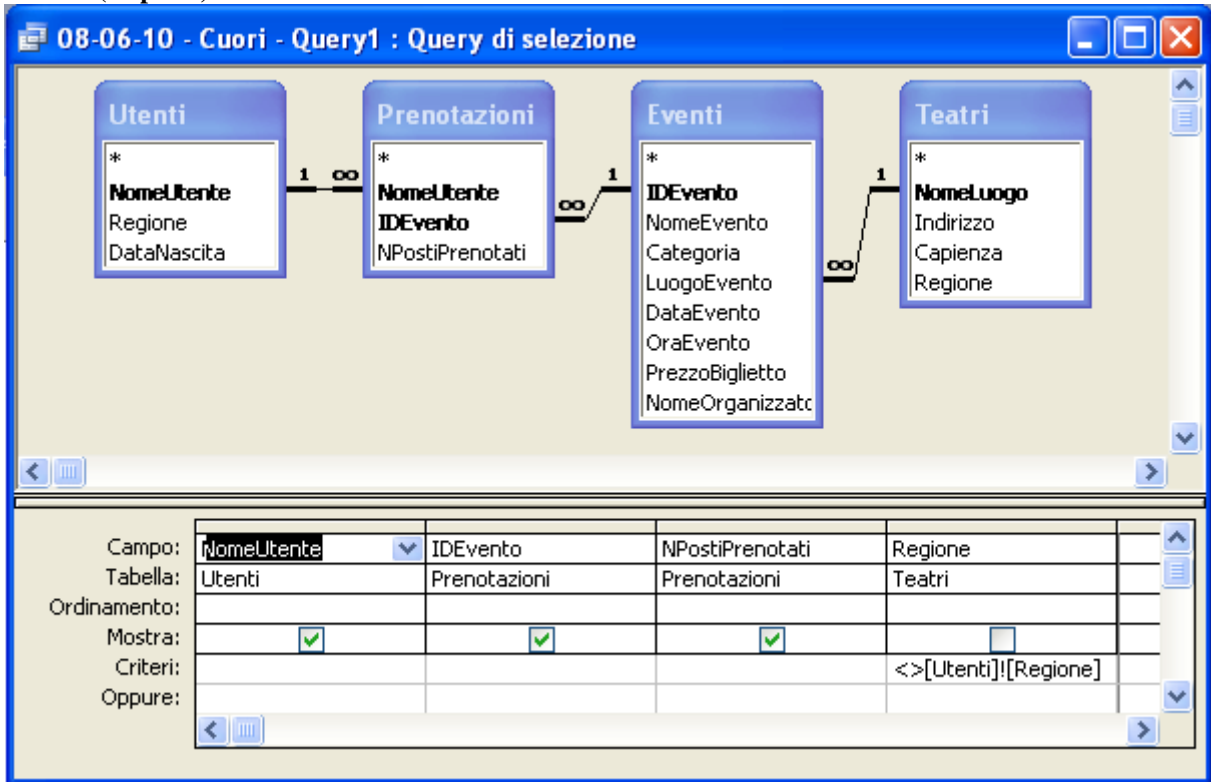 08-06-10 - Cuori - Query1 : Query di selezione
Utenti
*
NomeUtente
Regione
DataNascita
1 ∞
Prenotazioni
*
NomeUtente
IDEvento
NPostiPrenotati
∞ 1
Eventi
*
IDEvento
NomeEvento
Categoria
LuogoEvento
DataEvento
OraEvento
PrezzoBiglietto
NomeOrganizzatc
∞ 1
Teatri
*
NomeLuogo
Indirizzo
Capienza
Regione
Campo: NomeUtente IDEvento NPostiPrenotati Regione
Tabella: Utenti Prenotazioni Prenotazioni Teatri
Ordinamento:
Mostra:
Criteri: <>[Utenti]![Regione]
Oppure: